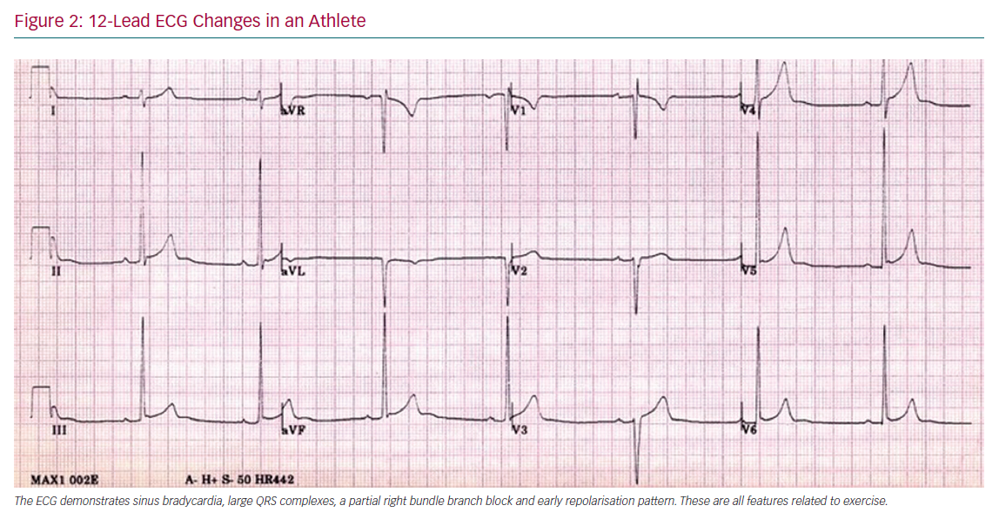 Figure 2: 12-Lead ECG Changes in an Athlete
I aVR V1 V4
II aVL V2 V5
III aVF V3 V6
MAX1 002E A- H+ S- 50 HR442
The ECG demonstrates sinus bradycardia, large QRS complexes, a partial right bundle branch block and early repolarisation pattern. These are all features related to exercise.